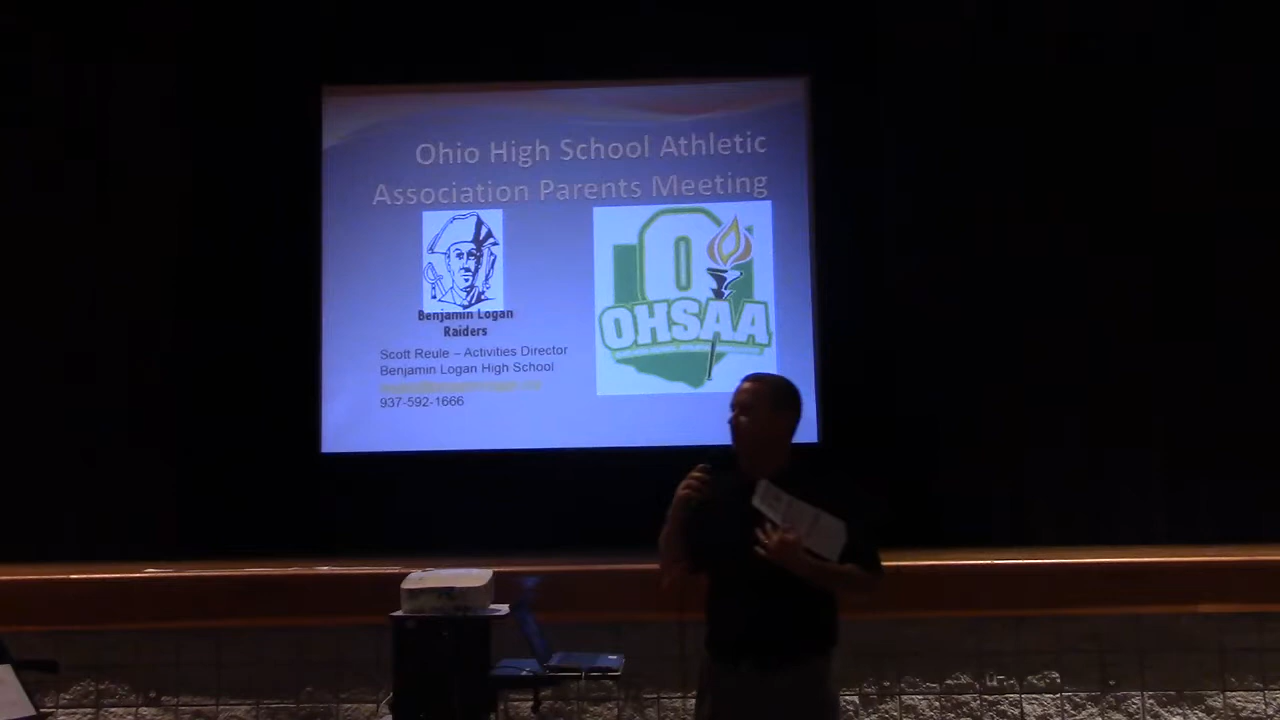 Ohio High School Athletic
Association Parents Meeting
Benjamin Logan
Raiders
OHSAA
Scott Reule – Activities Director
Benjamin Logan High School
937-592-1666